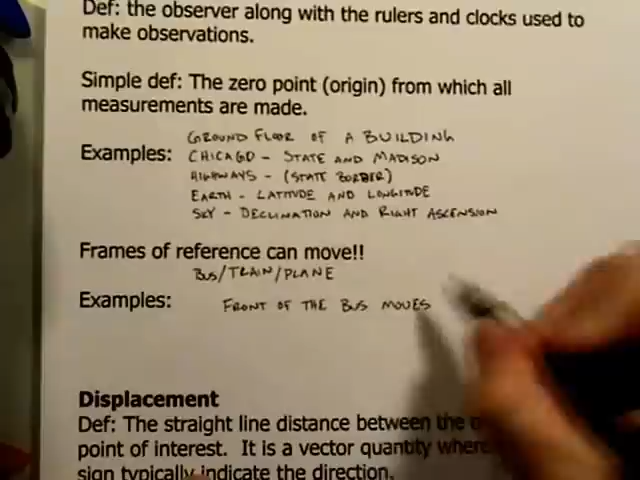 Def: the observer along with the rulers and clocks used to
make observations.
Simple def: The zero point (origin) from which all
measurements are made.
GROUND FLOOR OF A BUILDING
Examples: CHICAGO - STATE AND MADISON
HIGHWAYS - (STATE BORDER)
EARTH - LATITUDE AND LONGITUDE
SKY - DECLINATION AND RIGHT ASCENSION
Frames of reference can move!!
BUS/TRAIN/PLANE
Examples: FRONT OF THE BUS MOVES
Displacement
Def: The straight line distance between the
point of interest. It is a vector quantity where
sign typically indicate the direction.